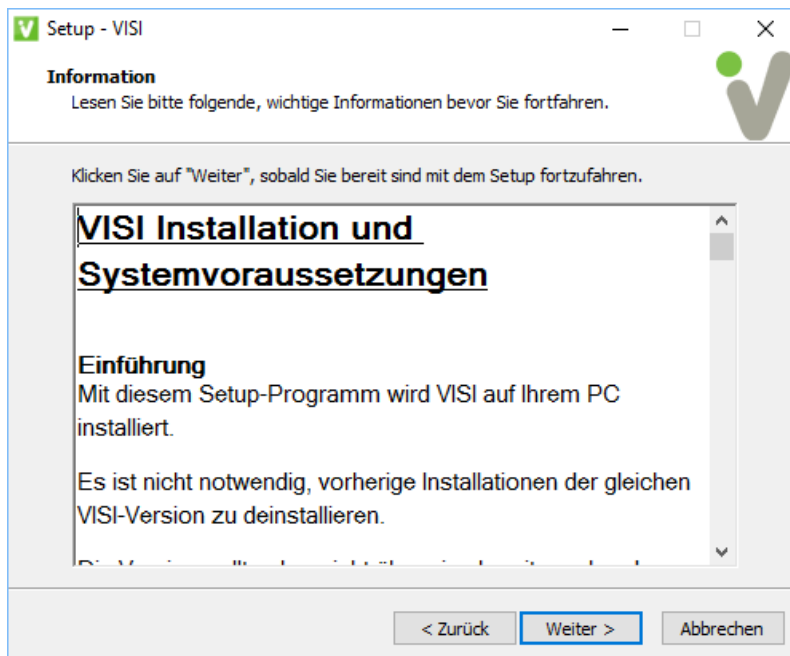 Setup - VISI
Information
Lesen Sie bitte folgende, wichtige Informationen bevor Sie fortfahren.
Klicken Sie auf "Weiter", sobald Sie bereit sind mit dem Setup fortzufahren.
VISI Installation und
Systemvoraussetzungen
Einführung
Mit diesem Setup-Programm wird VISI auf Ihrem PC
installiert.
Es ist nicht notwendig, vorherige Installationen der gleichen
VISI-Version zu deinstallieren.
< Zurück
Weiter >
Abbrechen